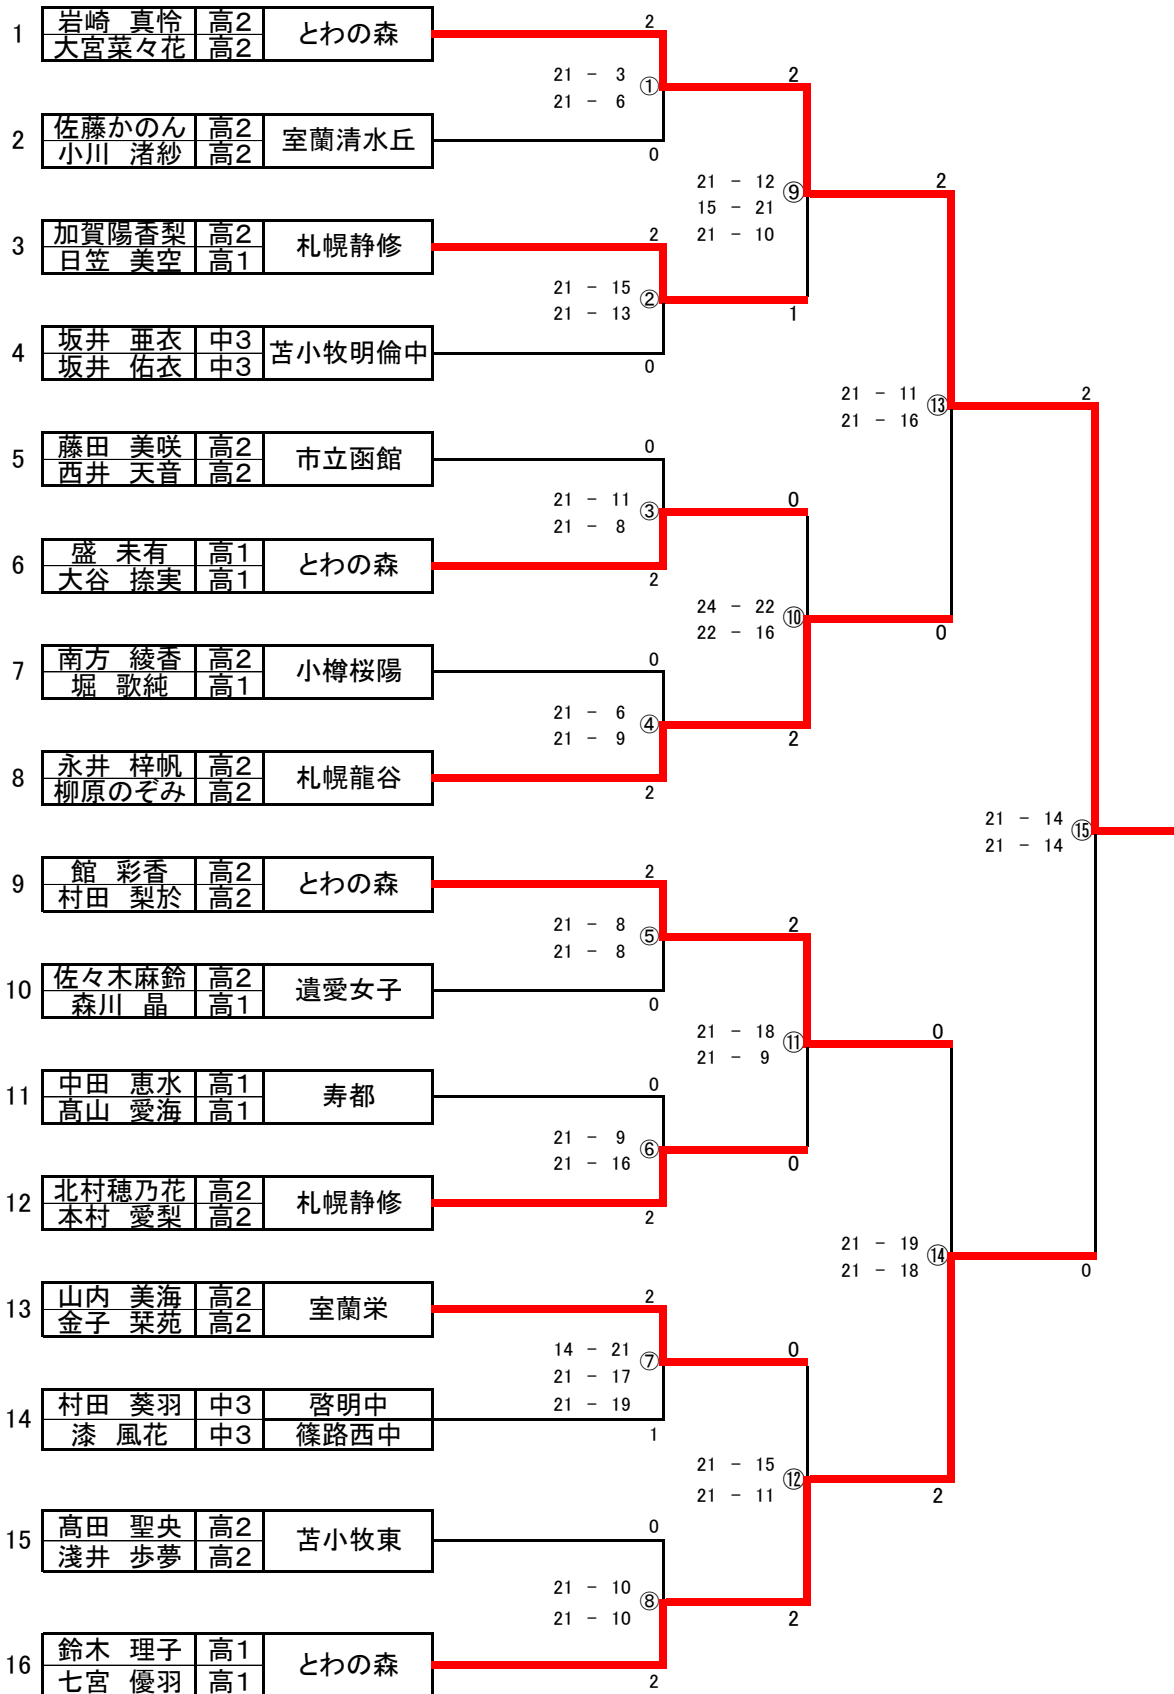 1 岩崎 真怜 高2 とわの森
大宮菜々花 高2
2 佐藤かのん 高2 室蘭清水丘
小川 渚紗 高2
3 加賀陽香梨 高2 札幌静修
日笠 美空 高1
4 坂井 亜衣 中3 苫小牧明倫中
坂井 佑衣 中3
5 藤田 美咲 高2 市立函館
西井 天音 高2
6 盛 未有 高1 とわの森
大谷 捺実 高1
7 南方 綾香 高2 小樽桜陽
堀 歌純 高1
8 永井 梓帆 高2 札幌龍谷
柳原のぞみ 高2
9 館 彩香 高2 とわの森
村田 梨於 高2
10 佐々木麻鈴 高2 遺愛女子
森川 晶 高1
11 中田 恵水 高1 寿都
髙山 愛海 高1
12 北村穂乃花 高2 札幌静修
本村 愛梨 高2
13 山内 美海 高2 室蘭栄
金子 栞苑 高2
14 村田 葵羽 中3 啓明中
漆 風花 中3 篠路西中
15 髙田 聖央 高2 苫小牧東
淺井 歩夢 高2
16 鈴木 理子 高1 とわの森
七宮 優羽 高1
2
21 - 3 ①
21 - 6
0
2
21 - 15 ②
21 - 13
0
0
21 - 11 ③
21 - 8
2
0
21 - 6 ④
21 - 9
2
2
21 - 8 ⑤
21 - 8
0
0
21 - 9 ⑥
21 - 16
2
2
14 - 21 ⑦
21 - 17
21 - 19
1
0
21 - 10 ⑧
21 - 10
2
2
21 - 12 ⑨
15 - 21
21 - 10
1
0
24 - 22 ⑩
22 - 16
2
2
21 - 18 ⑪
21 - 9
0
0
21 - 15 ⑫
21 - 11
2
2
21 - 11 ⑬
21 - 16
0
0
21 - 19 ⑭
21 - 18
2
2
21 - 14 ⑮
21 - 14
0